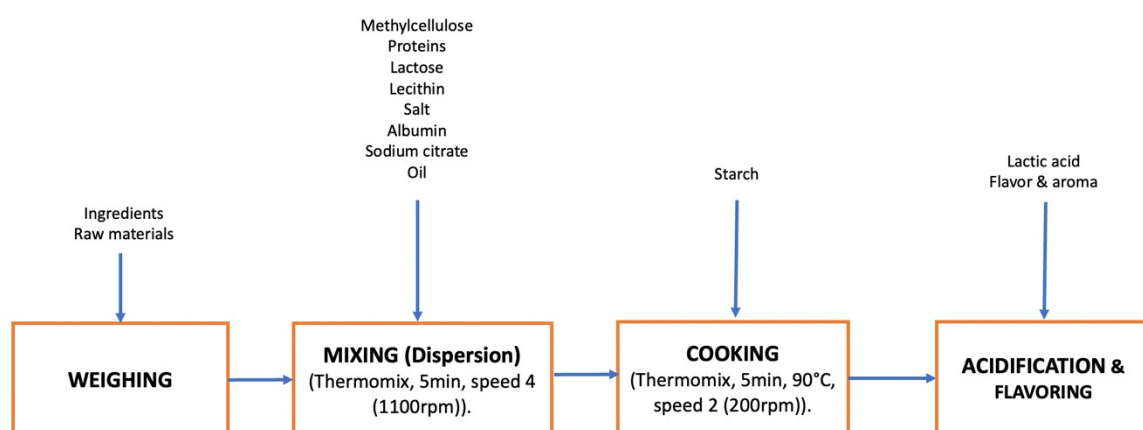 Methylcellulose
Proteins
Lactose
Lecithin
Salt
Albumin
Sodium citrate
Oil
Starch
Lactic acid
Flavor & aroma
Ingredients
Raw materials
WEIGHING
MIXING (Dispersion)
(Thermomix, 5min, speed 4
(1100rpm)).
COOKING
(Thermomix, 5min, 90°C,
speed 2 (200rpm)).
ACIDIFICATION &
FLAVORING